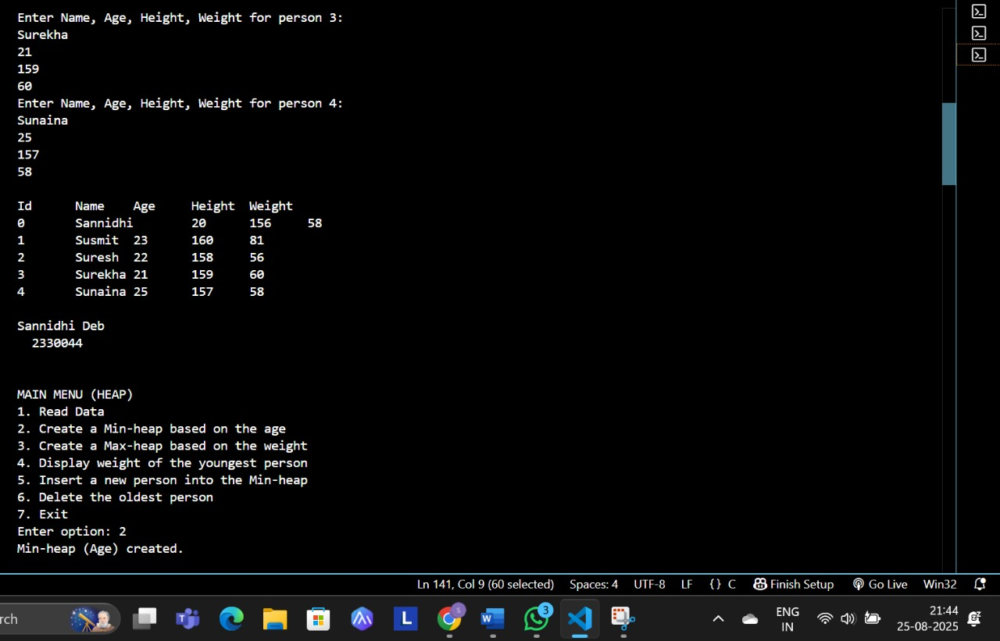 Enter Name, Age, Height, Weight for person 3:
Surekha
21
159
60
Enter Name, Age, Height, Weight for person 4:
Sunaina
25
157
58
Id Name Age Height Weight
0 Sannidhi 20 156 58
1 Susmit 23 160 81
2 Suresh 22 158 56
3 Surekha 21 159 60
4 Sunaina 25 157 58
Sannidhi Deb
2330044
MAIN MENU (HEAP)
1. Read Data
2. Create a Min-heap based on the age
3. Create a Max-heap based on the weight
4. Display weight of the youngest person
5. Insert a new person into the Min-heap
6. Delete the oldest person
7. Exit
Enter option: 2
Min-heap (Age) created.
Ln 141, Col 9 (60 selected) Spaces: 4 UTF-8 LF {} C Finish Setup Go Live Win32
rch L W 3 ENG 21:44
IN 25-08-2025